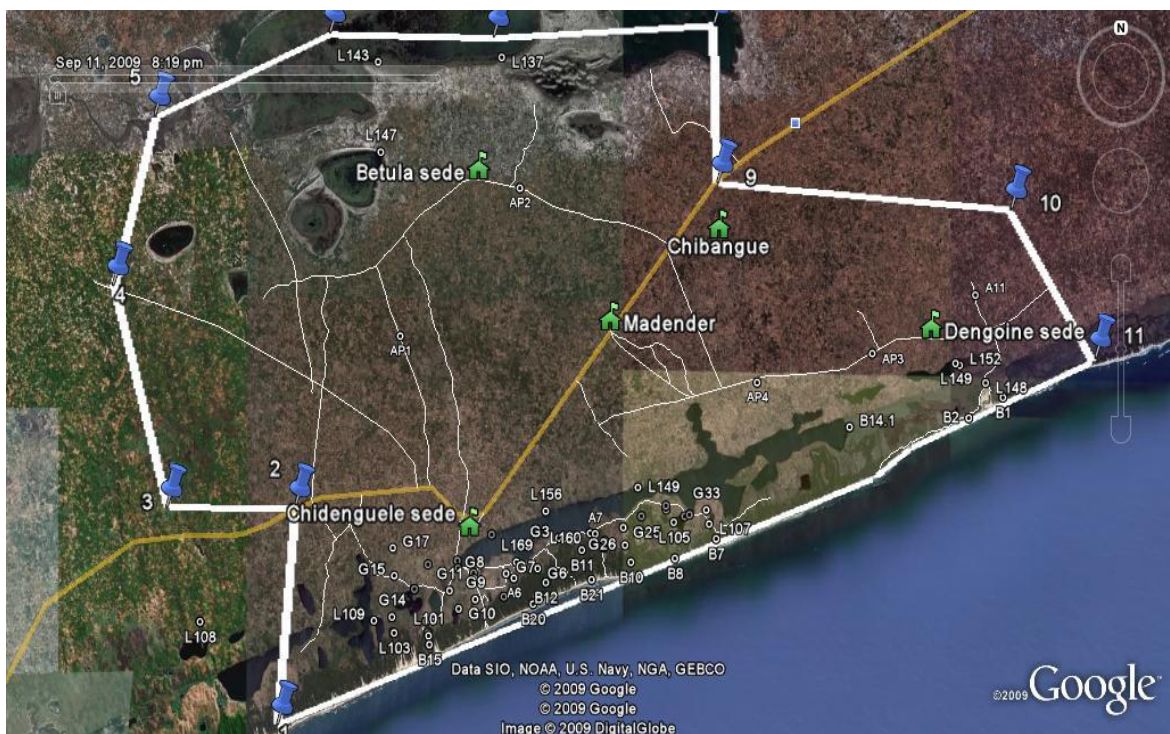 Sep 11, 2009 8:19 pm
N
L143
L137
5
L147
Betula sede
AP2
9
10
Chibangue
4
A11
Madender
Dengoine sede
11
AP1
AP3
L152
AP4
L149
L148
B1
B2
B14.1
3
2
L156
L149
G33
Chidenguele sede
A7
G3
L160
G25
L105
L107
G17
L169
G26
B7
G8
G15
G11
G7
B11
G9
G6
B10
B8
A6
B12
B21
G14
G10
L109
L101
B20
L108
L103
B15
Data SIO, NOAA, U.S. Navy, NGA, GEBCO
© 2009 Google
© 2009 Google
Image © 2009 DigitalGlobe
©2009 Google™
1